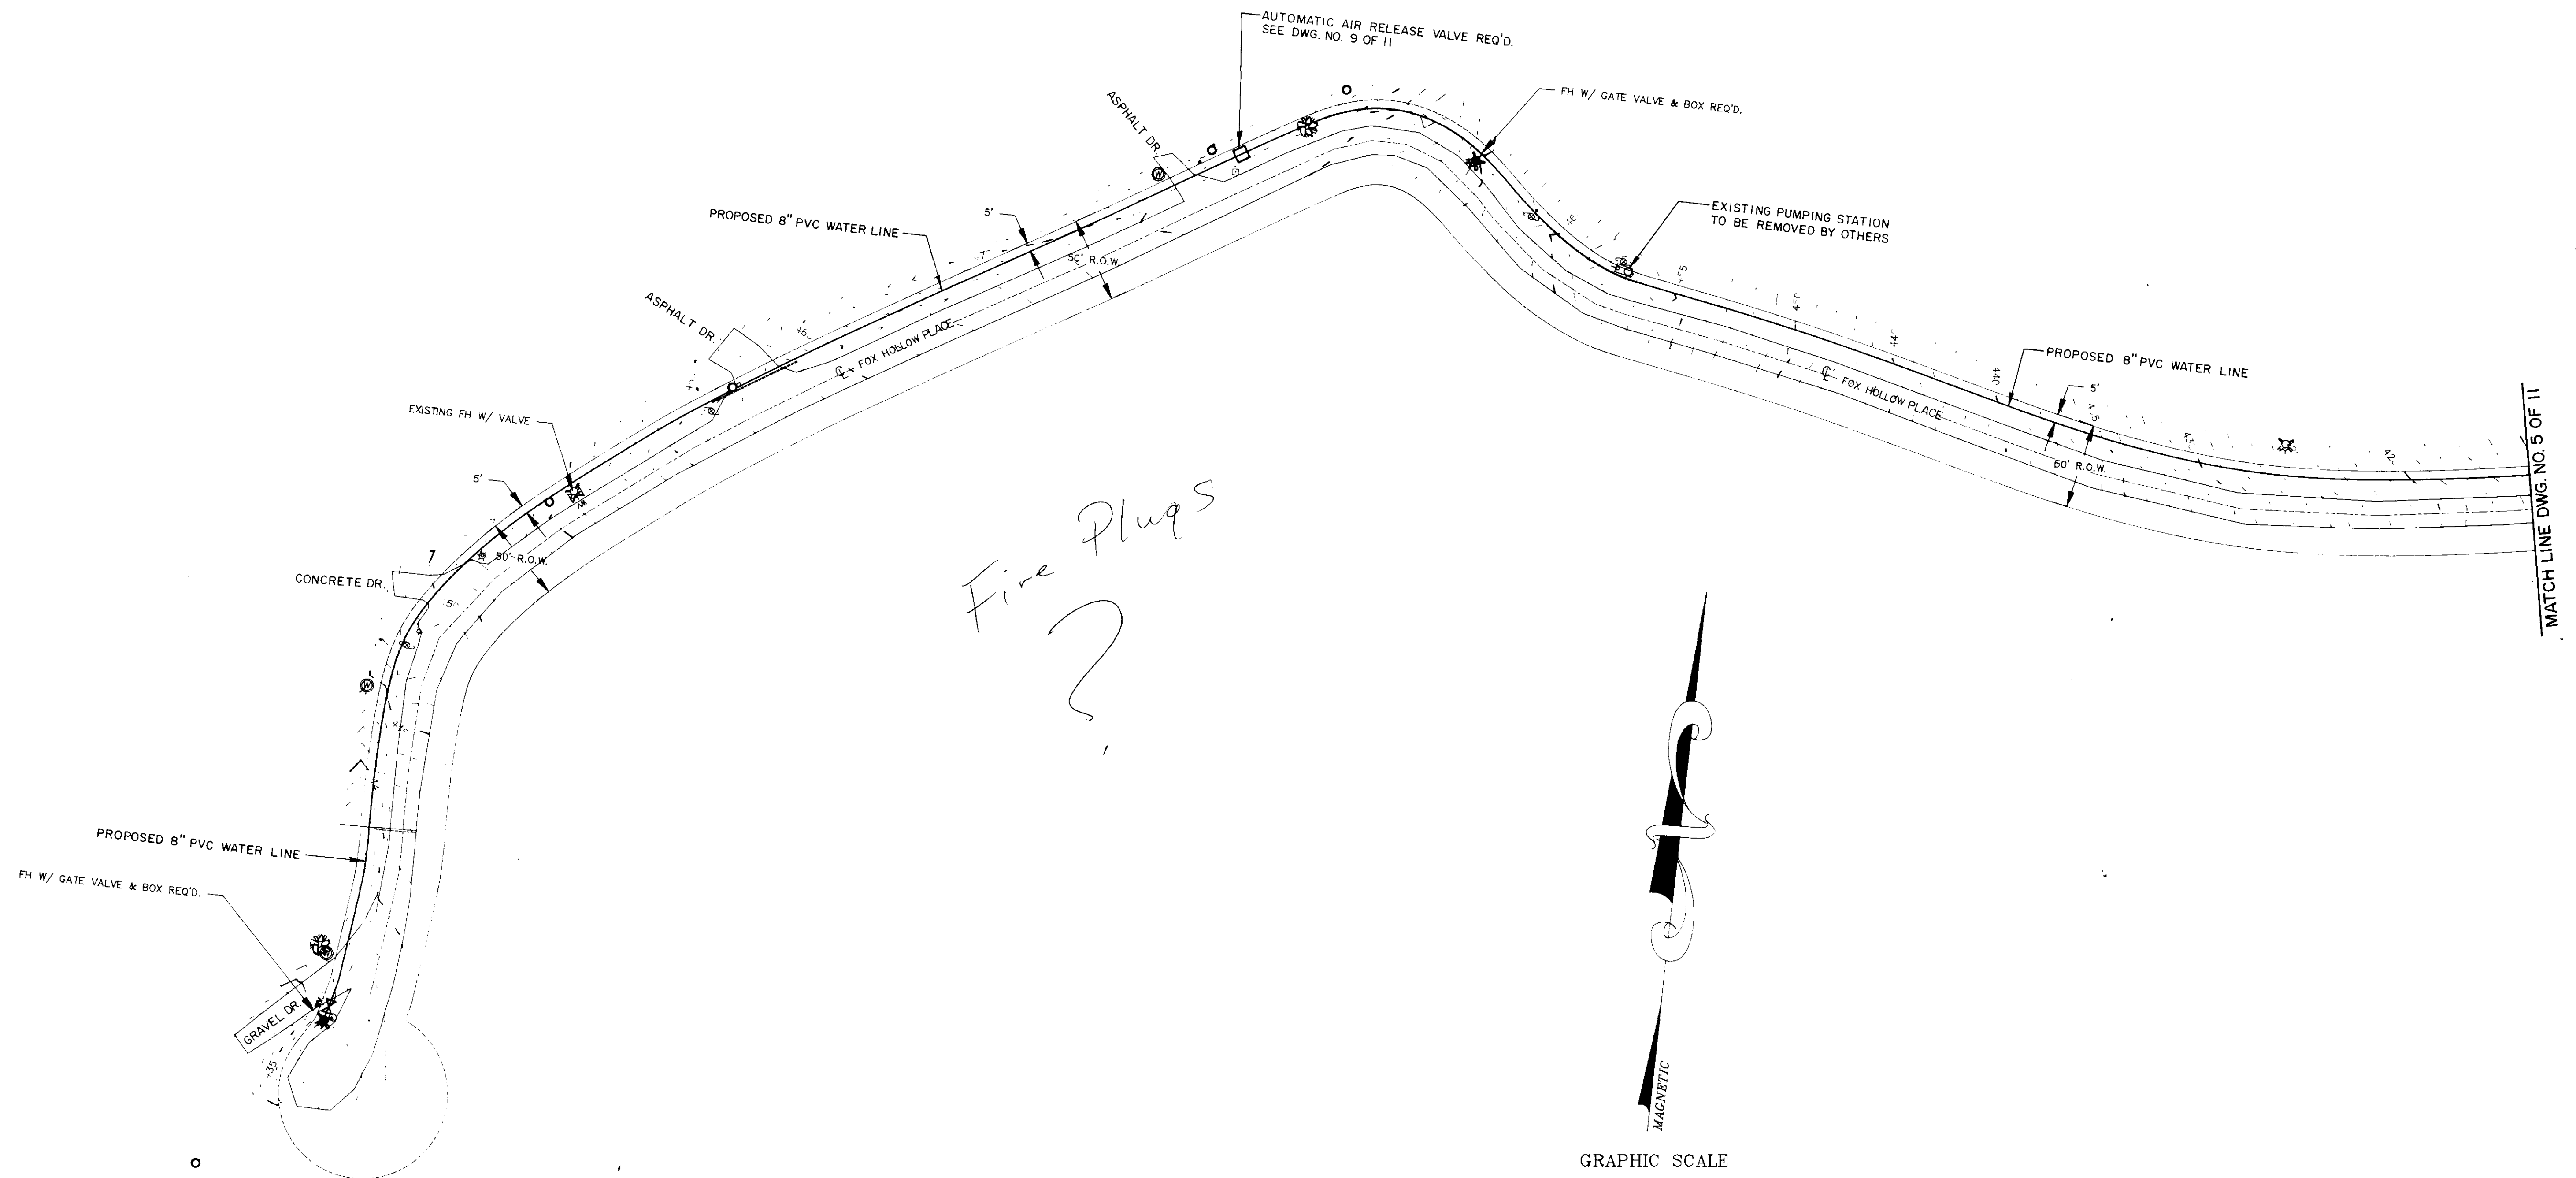 AUTOMATIC AIR RELEASE VALVE REQ'D.
SEE DWG. NO. 9 OF 11
FH W/ GATE VALVE & BOX REQ'D.
ASPHALT DR.
EXISTING PUMPING STATION
TO BE REMOVED BY OTHERS
PROPOSED 8" PVC WATER LINE
5'
50' R.O.W.
ASPHALT DR.
℄ FOX HOLLOW PLACE
PROPOSED 8" PVC WATER LINE
5'
℄ FOX HOLLOW PLACE
440
42
50' R.O.W.
MATCH LINE DWG. NO. 5 OF 11
EXISTING FH W/ VALVE
5'
50' R.O.W.
CONCRETE DR.
W
W
Fire Plugs
?
PROPOSED 8" PVC WATER LINE
FH W/ GATE VALVE & BOX REQ'D.
GRAVEL DR.
MAGNETIC
GRAPHIC SCALE